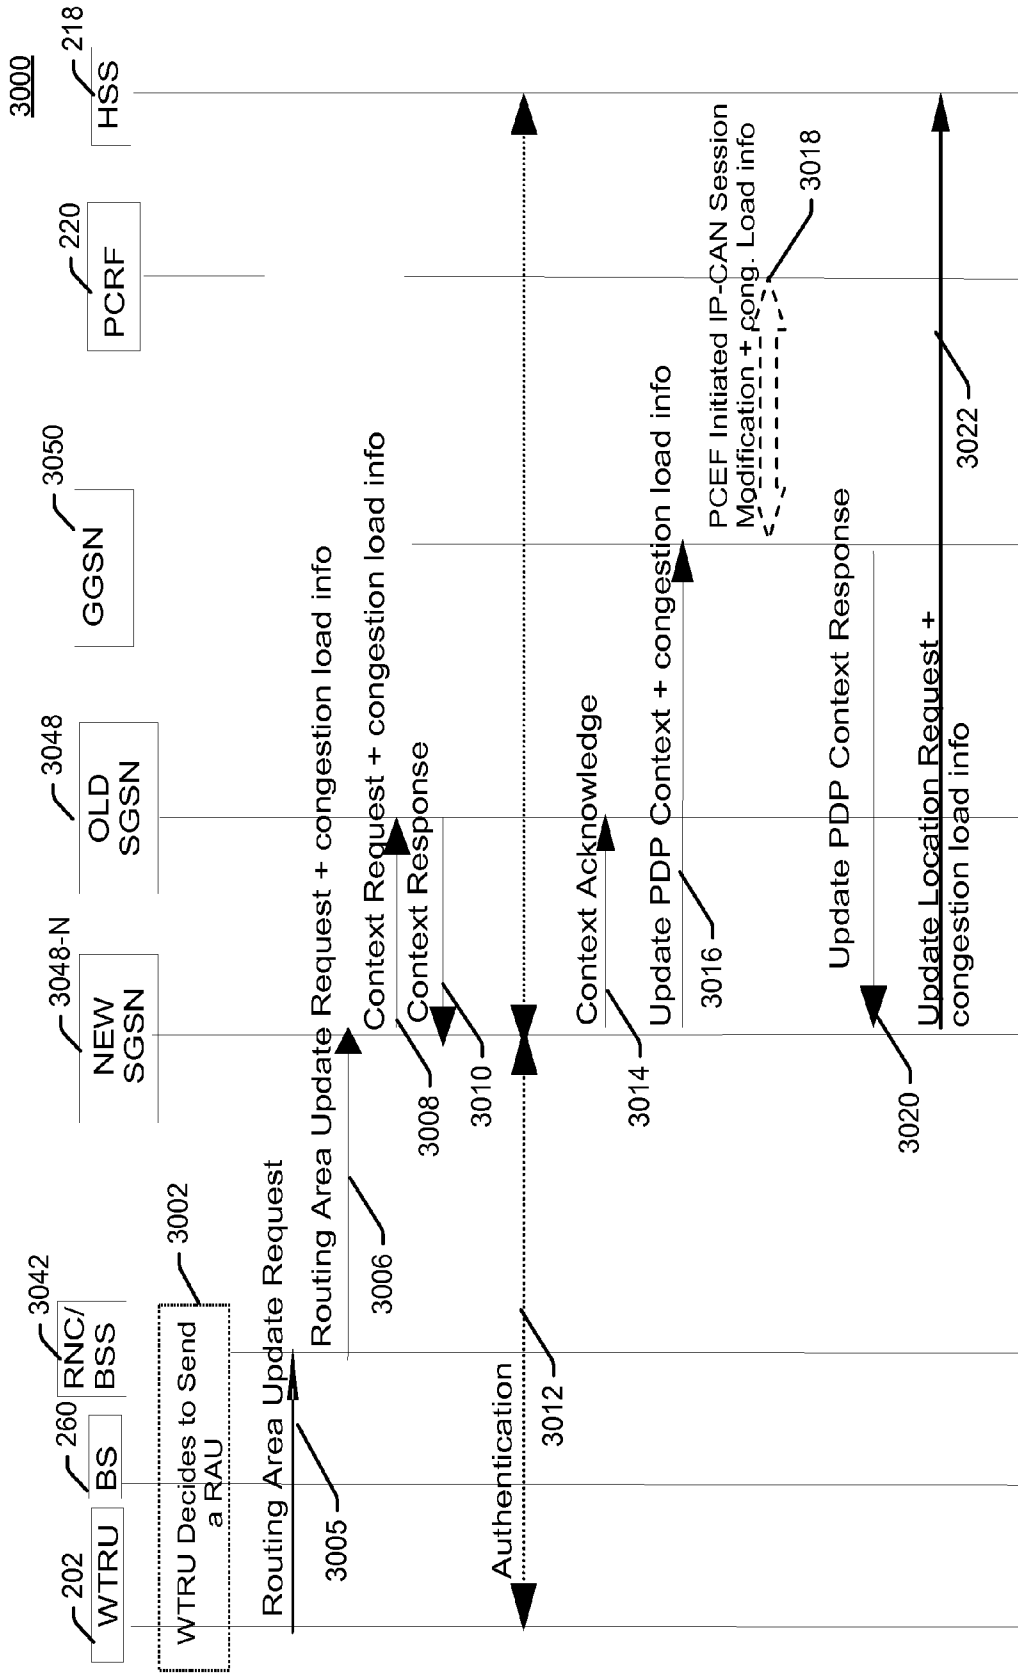 3000
202
WTRU
260
BS
3042
RNC/
BSS
3048-N
NEW
SGSN
3048
OLD
SGSN
3050
GGSN
220
PCRF
218
HSS
WTRU Decides to Send
a RAU
3002
Routing Area Update Request
3005
Routing Area Update Request + congestion load info
3006
Context Request + congestion load info
3008
Context Response
3010
Authentication
3012
Context Acknowledge
3014
Update PDP Context + congestion load info
3016
PCEF Initiated IP-CAN Session
Modification + cong. Load info
3018
Update PDP Context Response
3020
Update Location Request +
congestion load info
3022